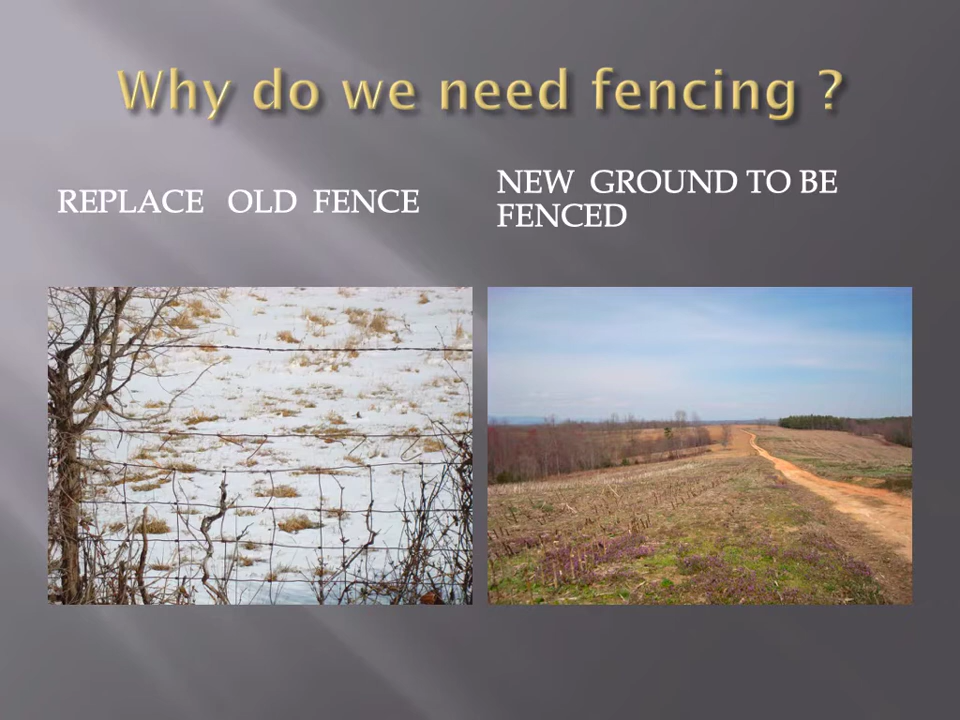 Why do we need fencing ?
REPLACE OLD FENCE
NEW GROUND TO BE
FENCED